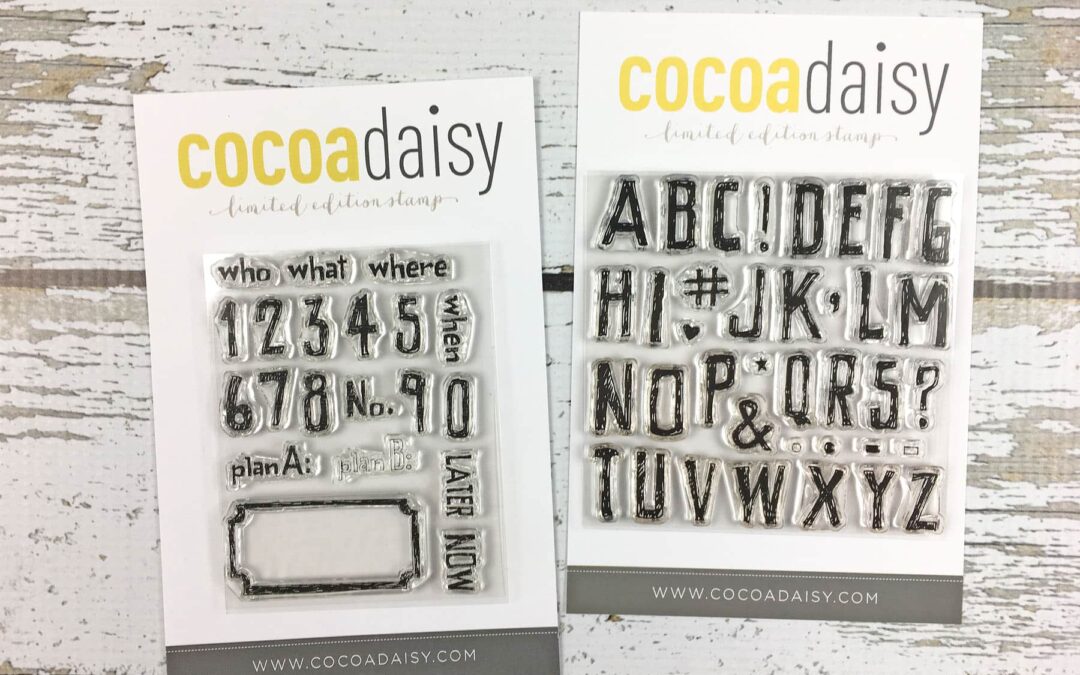 cocoadaisy
limited edition stamp
who what where
1 2 3 4 5
when
6 7 8 No. 9 0
plan A: plan B:
LATER NOW
WWW.COCOADAISY.COM
cocoadaisy
limited edition stamp
A B C ! D E F G
H I # J K , L M
N O P & Q R S ?
T U V W X Y Z
WWW.COCOADAISY.COM